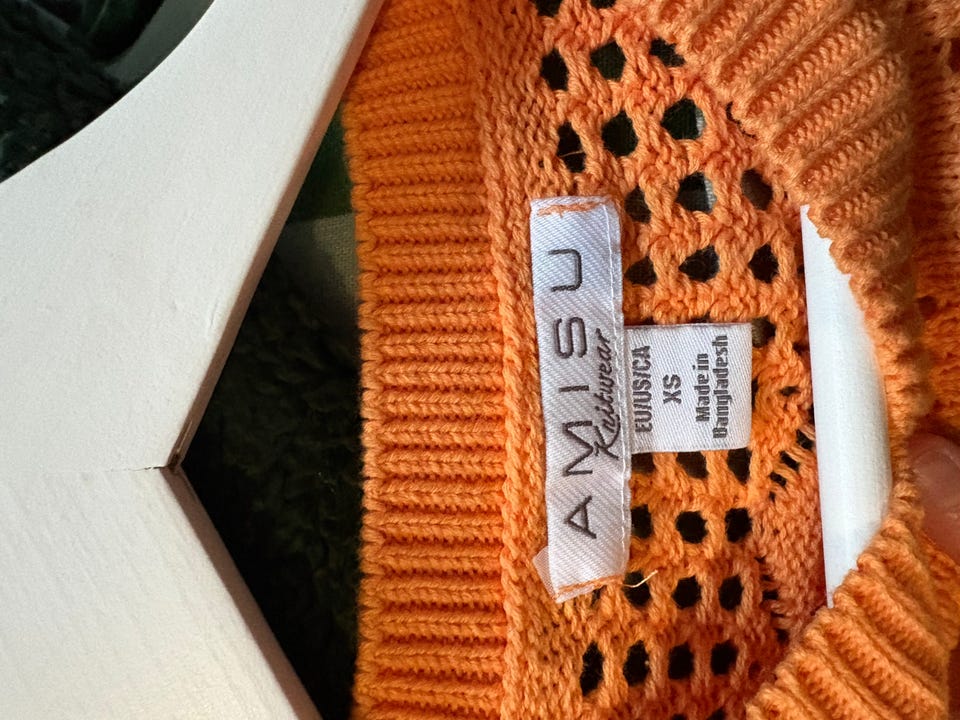 AMISU
Knitwear
EU/US/CA
XS
Made in
Bangladesh